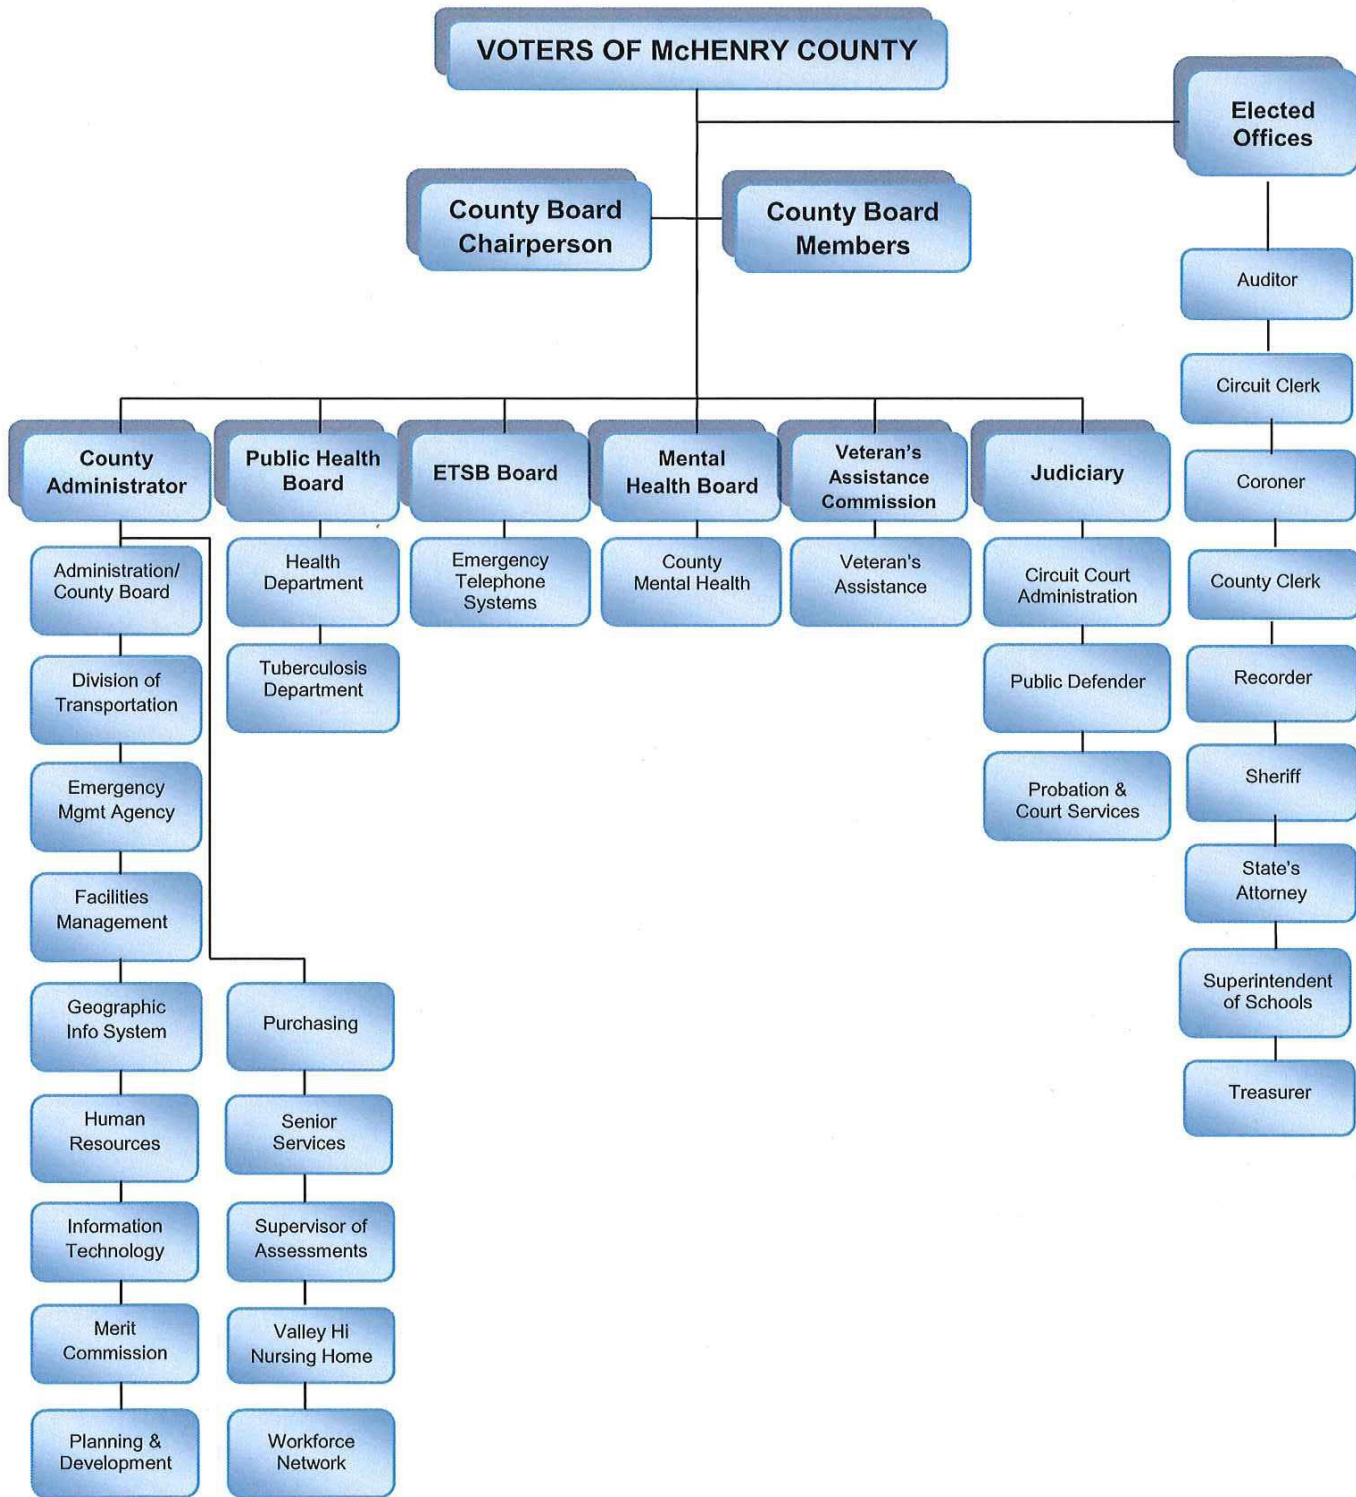 VOTERS OF McHENRY COUNTY
Elected
Offices
County Board
Chairperson
County Board
Members
Auditor
Circuit Clerk
Coroner
County Clerk
Recorder
Sheriff
State's
Attorney
Superintendent
of Schools
Treasurer
County
Administrator
Administration/
County Board
Division of
Transportation
Emergency
Mgmt Agency
Facilities
Management
Geographic
Info System
Human
Resources
Information
Technology
Merit
Commission
Planning &
Development
Purchasing
Senior
Services
Supervisor of
Assessments
Valley Hi
Nursing Home
Workforce
Network
Public Health
Board
Health
Department
Tuberculosis
Department
ETSB Board
Emergency
Telephone
Systems
Mental
Health Board
County
Mental Health
Veteran's
Assistance
Commission
Veteran's
Assistance
Judiciary
Circuit Court
Administration
Public Defender
Probation &
Court Services